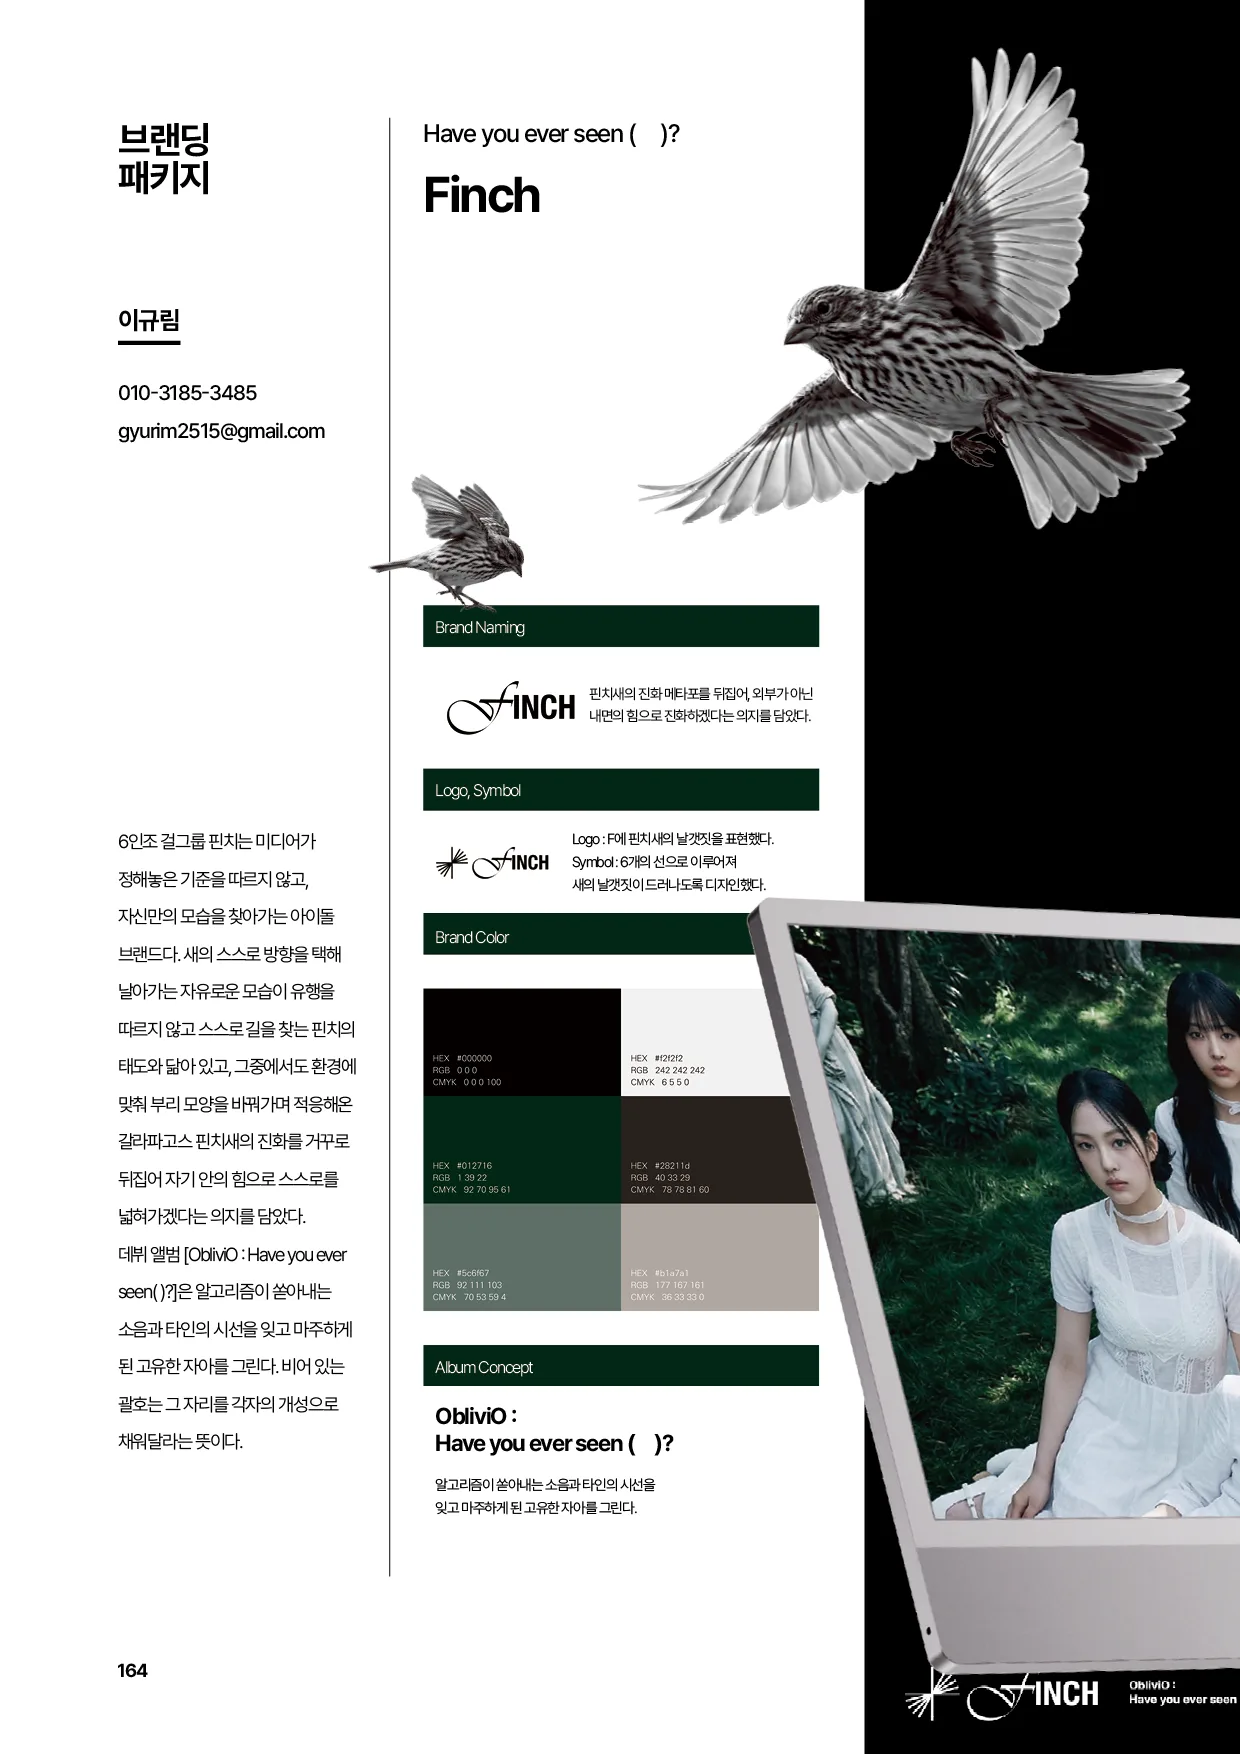 브랜딩
패키지
이규림
010-3185-3485
gyurim2515@gmail.com
6인조 걸그룹 핀치는 미디어가
정해놓은 기준을 따르지 않고,
자신만의 모습을 찾아가는 아이돌
브랜드다. 새의 스스로 방향을 택해
날아가는 자유로운 모습이 유행을
따르지 않고 스스로 길을 찾는 핀치의
태도와 닮아 있고, 그중에서도 환경에
맞춰 부리 모양을 바꿔가며 적응해온
갈라파고스 핀치새의 진화를 거꾸로
뒤집어 자기 안의 힘으로 스스로를
넓혀가겠다는 의지를 담았다.
데뷔 앨범 [ObliviO : Have you ever
seen( )?]은 알고리즘이 쏟아내는
소음과 타인의 시선을 잊고 마주하게
된 고유한 자아를 그린다. 비어 있는
괄호는 그 자리를 각자의 개성으로
채워달라는 뜻이다.
164
Have you ever seen ( )?
Finch
Brand Naming
FINCH
핀치새의 진화 메타포를 뒤집어, 외부가 아닌
내면의 힘으로 진화하겠다는 의지를 담았다.
Logo, Symbol
FINCH
Logo : F에 핀치새의 날갯짓을 표현했다.
Symbol : 6개의 선으로 이루어져
새의 날갯짓이 드러나도록 디자인했다.
Brand Color
HEX #000000
RGB 0 0 0
CMYK 0 0 0 100
HEX #f2f2f2
RGB 242 242 242
CMYK 6 5 5 0
HEX #012716
RGB 1 39 22
CMYK 92 70 95 61
HEX #28211d
RGB 40 33 29
CMYK 78 78 81 60
HEX #5c6f67
RGB 92 111 103
CMYK 70 53 59 4
HEX #b1a7a1
RGB 177 167 161
CMYK 36 33 33 0
Album Concept
ObliviO :
Have you ever seen ( )?
알고리즘이 쏟아내는 소음과 타인의 시선을
잊고 마주하게 된 고유한 자아를 그린다.
FINCH
OblivIO :
Have you ever seen